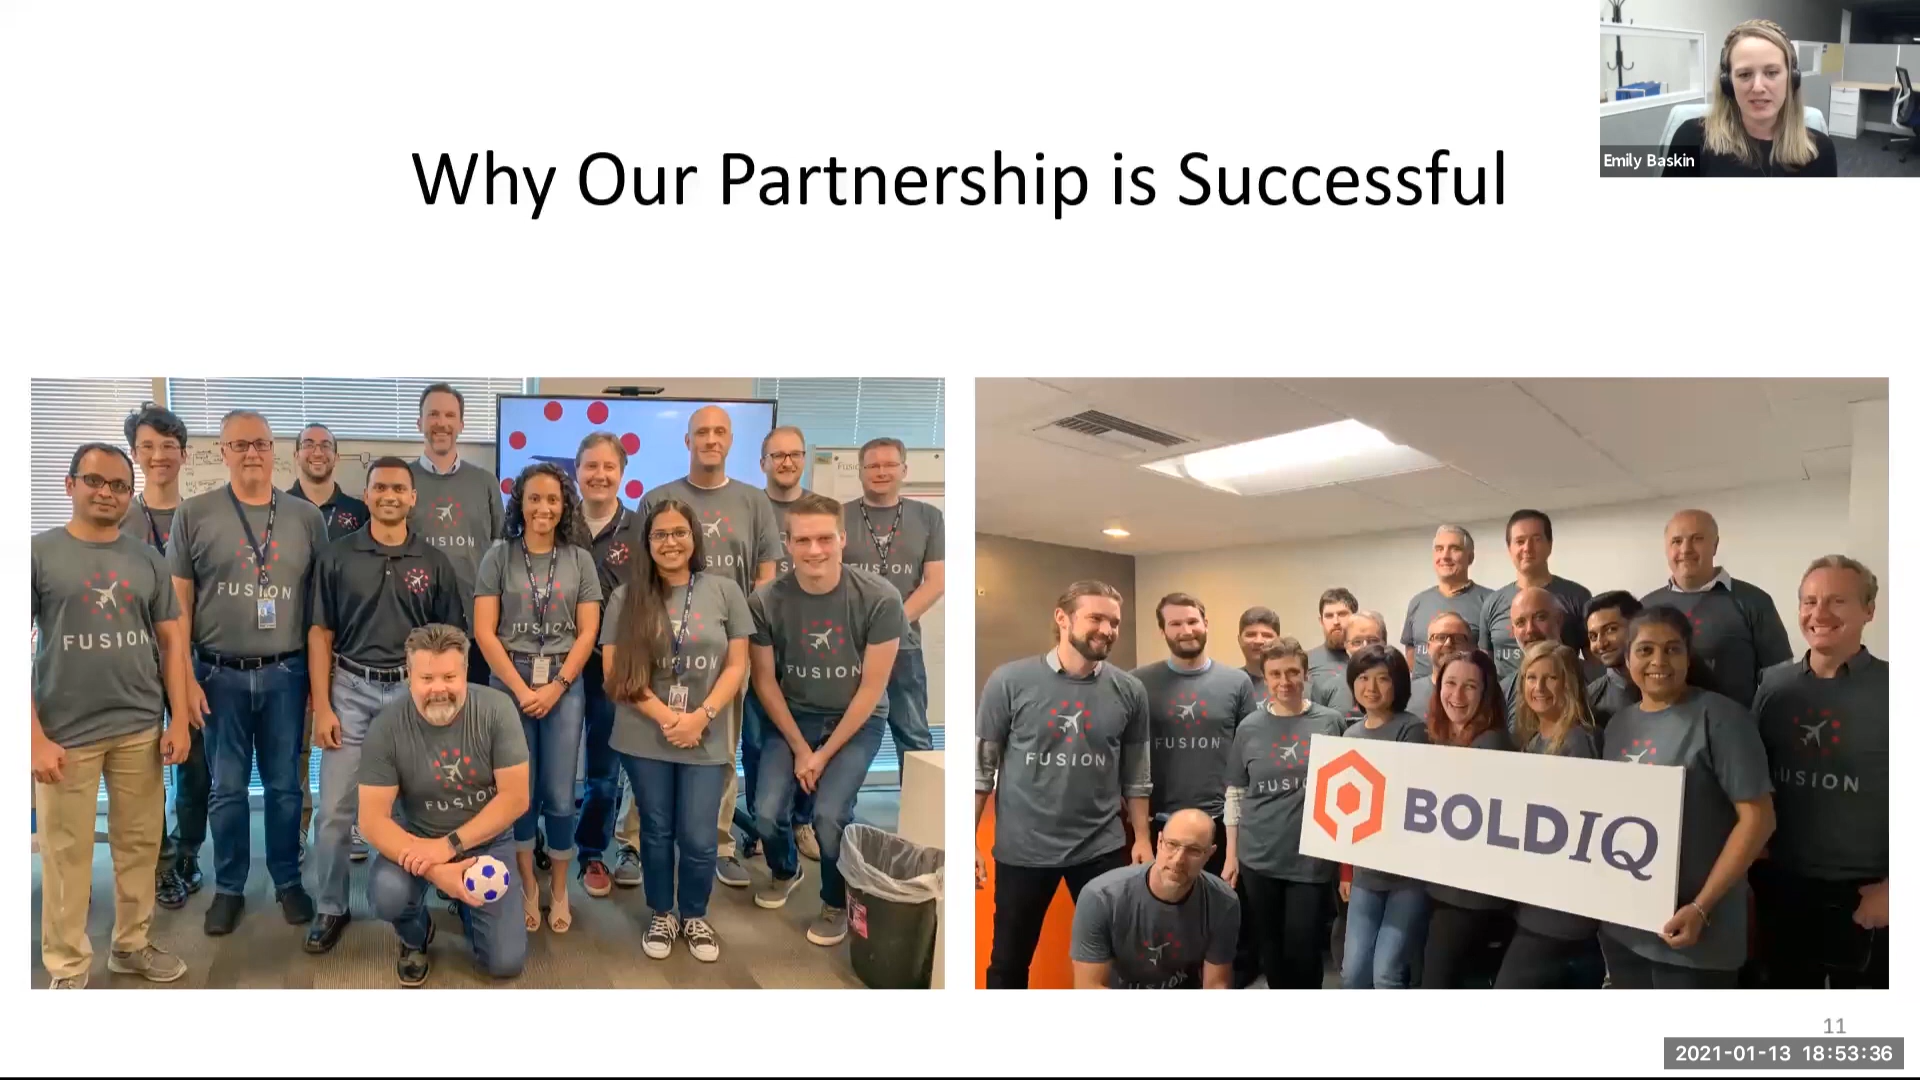 Why Our Partnership is Successful
Emily Baskin
FUSION
FUSION
FUSION
FUSION
FUSION
FUSION
FUSION
BOLDIQ
11
2021-01-13 18:53:36